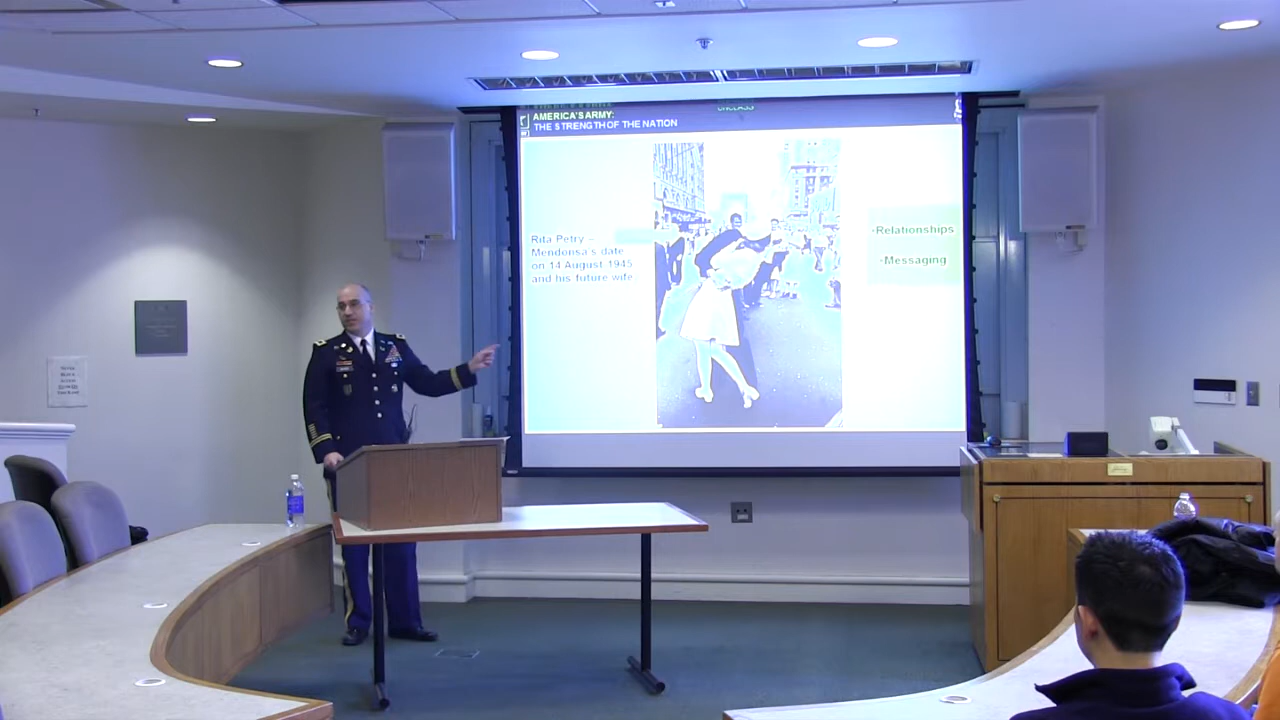 UNCLASS
AMERICA'S ARMY:
THE STRENGTH OF THE NATION
Rita Petry –
Mendonsa's date
on 14 August 1945
and his future wife
-Relationships
-Messaging